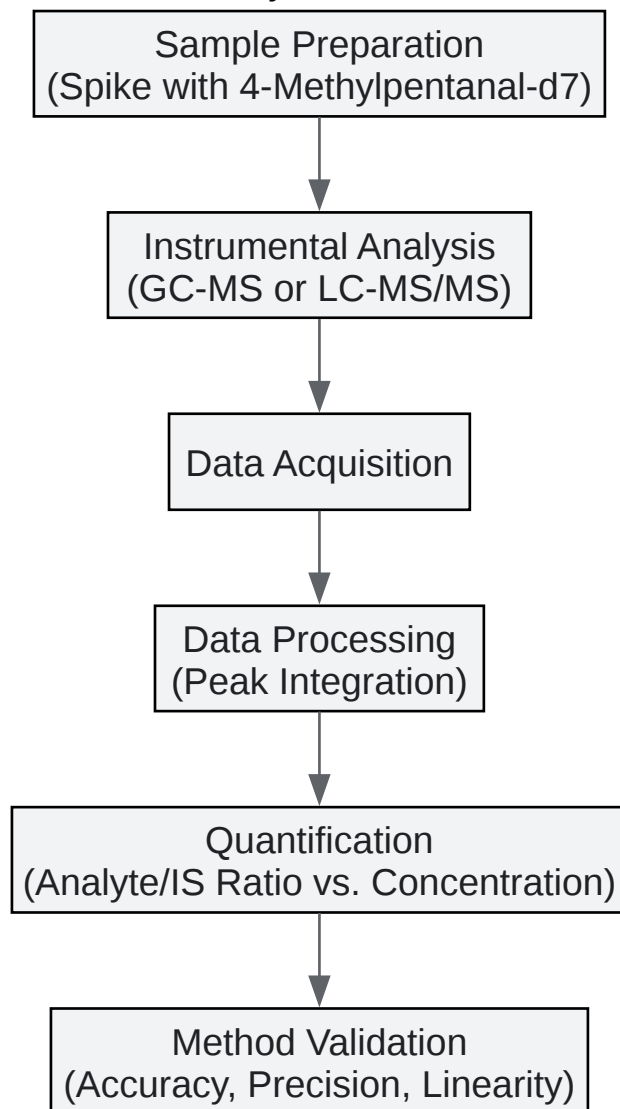 Sample Preparation
(Spike with 4-Methylpentanal-d7)
Instrumental Analysis
(GC-MS or LC-MS/MS)
Data Acquisition
Data Processing
(Peak Integration)
Quantification
(Analyte/IS Ratio vs. Concentration)
Method Validation
(Accuracy, Precision, Linearity)